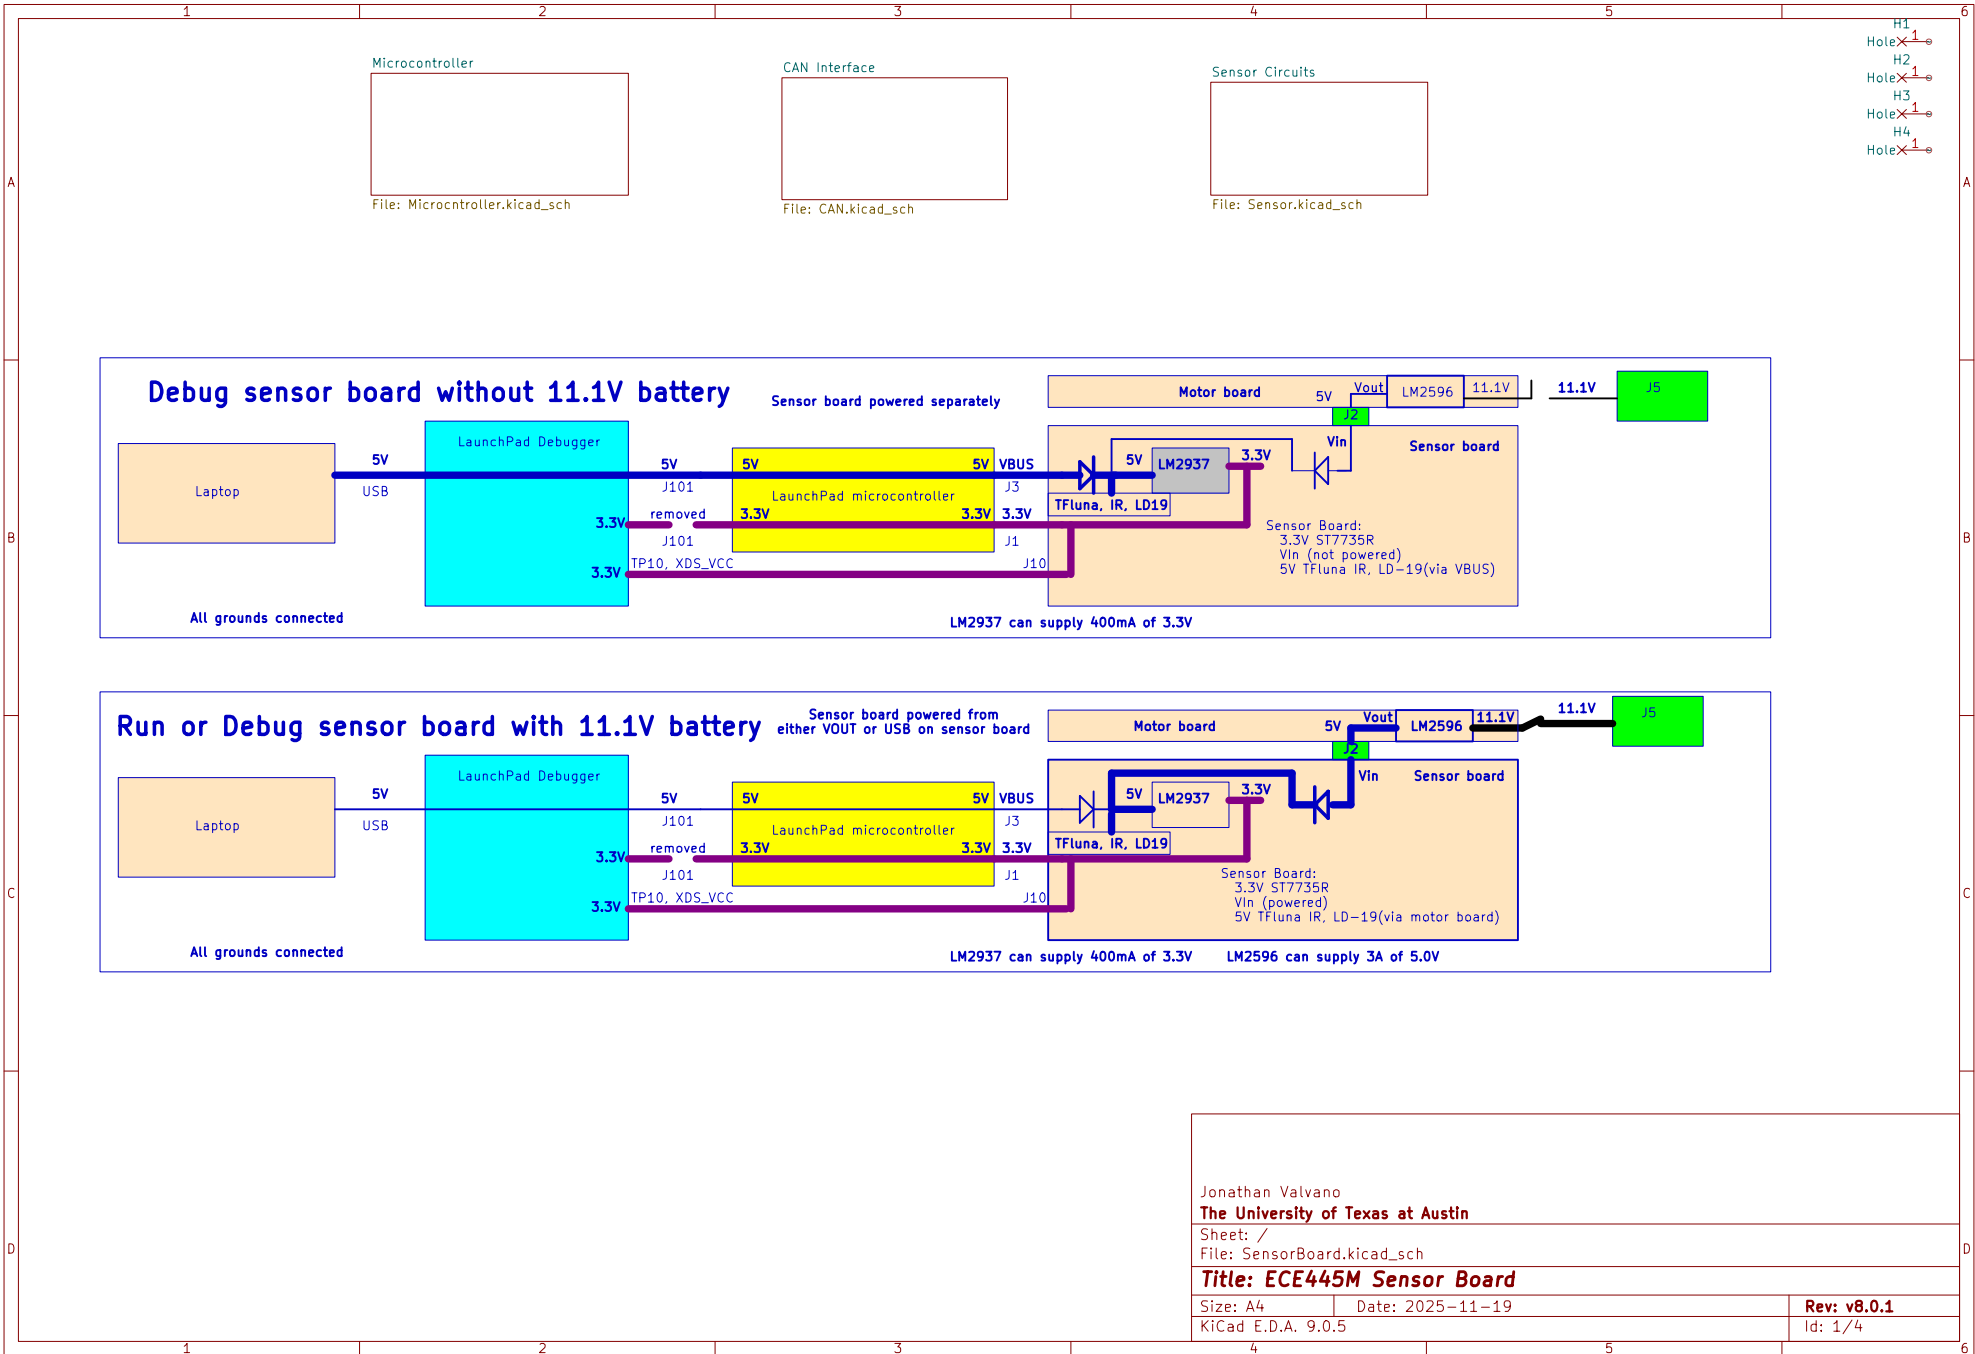 1 2 3 4 5 6
H1
Hole 1
H2
Hole 1
H3
Hole 1
H4
Hole 1
Microcontroller
File: Microcntroller.kicad_sch
CAN Interface
File: CAN.kicad_sch
Sensor Circuits
File: Sensor.kicad_sch
A A
Debug sensor board without 11.1V battery
Sensor board powered separately
Motor board
5V
Vout
LM2596
11.1V
11.1V
J5
J2
Vin
Sensor board
Laptop
5V
USB
LaunchPad Debugger
5V
J101
5V
LaunchPad microcontroller
5V
VBUS
J3
5V
LM2937
3.3V
TFluna, IR, LD19
3.3V
removed
J101
3.3V
3.3V
3.3V
J1
3.3V
TP10, XDS_VCC
J10
Sensor Board:
3.3V ST7735R
VIn (not powered)
5V TFluna IR, LD-19(via VBUS)
All grounds connected
LM2937 can supply 400mA of 3.3V
B B
Run or Debug sensor board with 11.1V battery
Sensor board powered from
either VOUT or USB on sensor board
Motor board
5V
Vout
LM2596
11.1V
11.1V
J5
J2
Vin
Sensor board
Laptop
5V
USB
LaunchPad Debugger
5V
J101
5V
LaunchPad microcontroller
5V
VBUS
J3
5V
LM2937
3.3V
TFluna, IR, LD19
3.3V
removed
J101
3.3V
3.3V
3.3V
J1
3.3V
TP10, XDS_VCC
J10
Sensor Board:
3.3V ST7735R
VIn (powered)
5V TFluna IR, LD-19(via motor board)
All grounds connected
LM2937 can supply 400mA of 3.3V
LM2596 can supply 3A of 5.0V
C C
Jonathan Valvano
The University of Texas at Austin
Sheet: /
File: SensorBoard.kicad_sch
Title: ECE445M Sensor Board
Size: A4
Date: 2025-11-19
Rev: v8.0.1
KiCad E.D.A. 9.0.5
Id: 1/4
D D
1 2 3 4 5 6